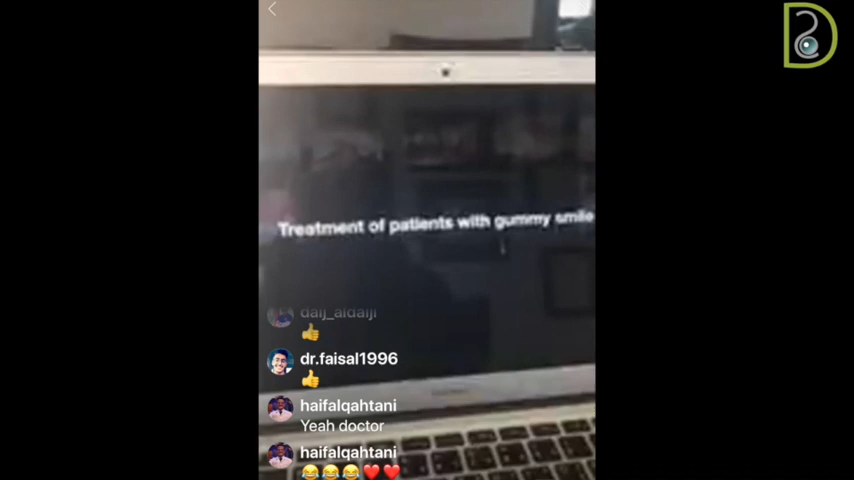 Treatment of patients with gummy smile
daij_aldaiji
👍
dr.faisal1996
👍
haifalqahtani
Yeah doctor
haifalqahtani
😂😂😂❤️❤️